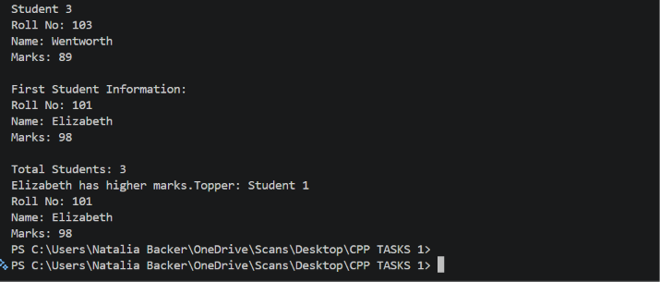 Student 3
Roll No: 103
Name: Wentworth
Marks: 89
First Student Information:
Roll No: 101
Name: Elizabeth
Marks: 98
Total Students: 3
Elizabeth has higher marks.Topper: Student 1
Roll No: 101
Name: Elizabeth
Marks: 98
PS C:\Users\Natalia Backer\OneDrive\Scans\Desktop\CPP TASKS 1>
PS C:\Users\Natalia Backer\OneDrive\Scans\Desktop\CPP TASKS 1>